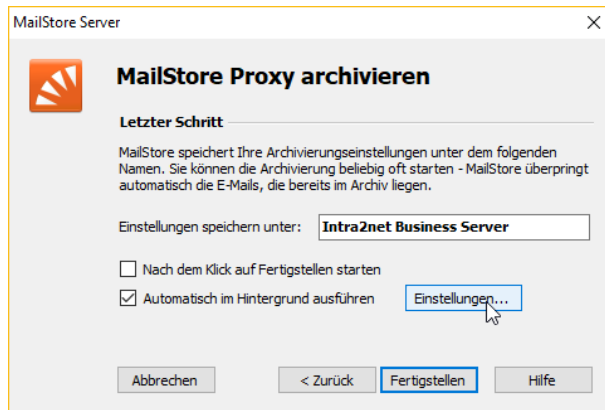 MailStore Server
MailStore Proxy archivieren
Letzter Schritt
MailStore speichert Ihre Archivierungseinstellungen unter dem folgenden
Namen. Sie können die Archivierung beliebig oft starten - MailStore überpringt
automatisch die E-Mails, die bereits im Archiv liegen.
Einstellungen speichern unter: Intra2net Business Server
Nach dem Klick auf Fertigstellen starten
Automatisch im Hintergrund ausführen Einstellungen...
Abbrechen < Zurück Fertigstellen Hilfe